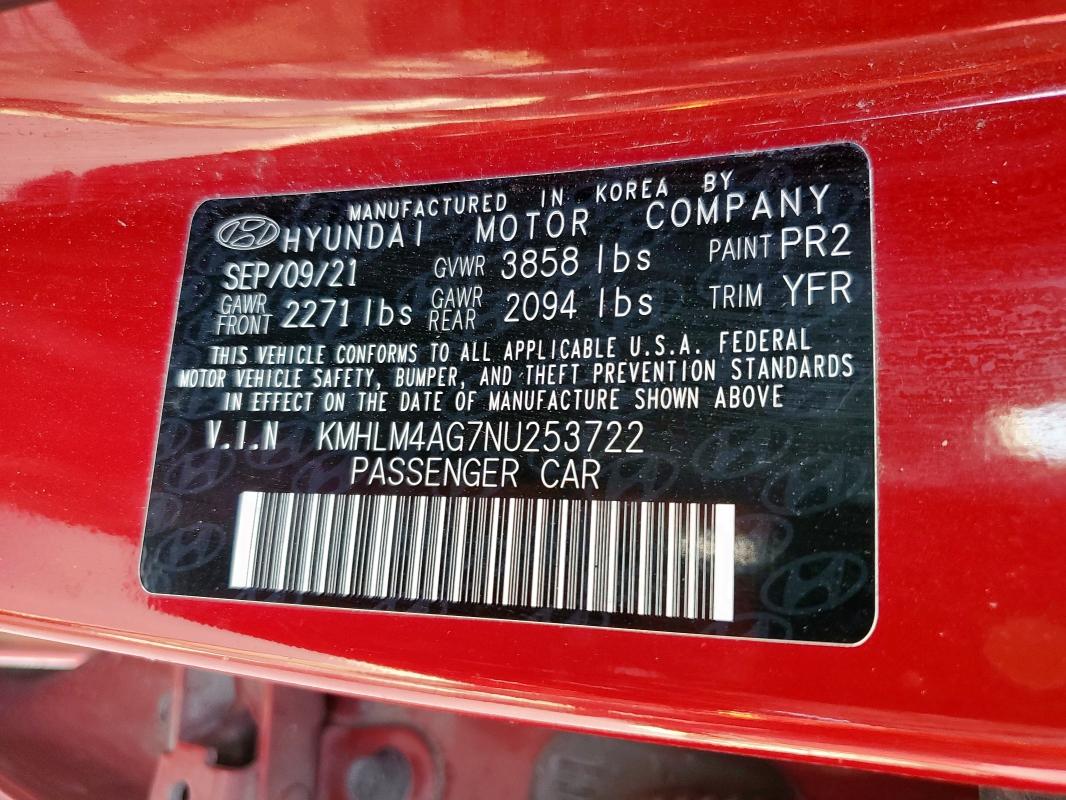 MANUFACTURED IN KOREA BY
HYUNDAI MOTOR COMPANY
SEP/09/21 GVWR 3858 lbs PAINT PR2
GAWR FRONT 2271 lbs GAWR REAR 2094 lbs TRIM YFR
THIS VEHICLE CONFORMS TO ALL APPLICABLE U.S.A. FEDERAL
MOTOR VEHICLE SAFETY, BUMPER, AND THEFT PREVENTION STANDARDS
IN EFFECT ON THE DATE OF MANUFACTURE SHOWN ABOVE
V.I.N KMHLM4AG7NU253722
PASSENGER CAR